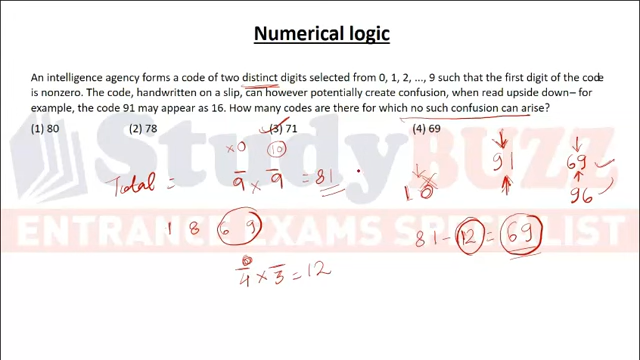 Numerical logic
An intelligence agency forms a code of two distinct digits selected from 0, 1, 2, ..., 9 such that the first digit of the code
is nonzero. The code, handwritten on a slip, can however potentially create confusion, when read upside down– for
example, the code 91 may appear as 16. How many codes are there for which no such confusion can arise?
(1) 80 (2) 78 (3) 71 (4) 69
×0 10
Total = 9 × 9 = 81
91 69
10 96
StudyBUZZ
ENTRANCE EXAMS SPECIALIST
1 8 6 9
81 - 12 = 69
4 × 3 = 12